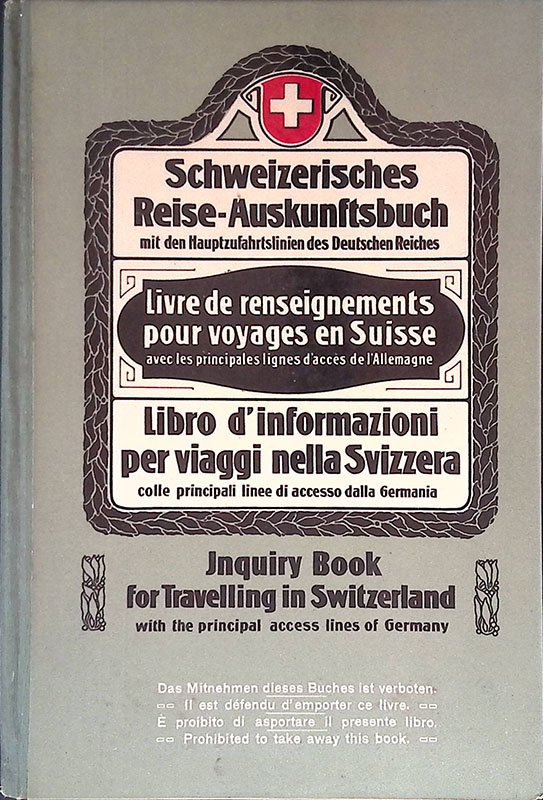 Schweizerisches
Reise-Auskunftsbuch
mit den Hauptzufahrtslinien des Deutschen Reiches
Livre de renseignements
pour voyages en Suisse
avec les principales lignes d'accès de l'Allemagne
Libro d'informazioni
per viaggi nella Svizzera
colle principali linee di accesso dalla Germania
Jnquiry Book
for Travelling in Switzerland
with the principal access lines of Germany
Das Mitnehmen dieses Buches ist verboten.
Il est défendu d'emporter ce livre.
È proibito di asportare il presente libro.
Prohibited to take away this book.